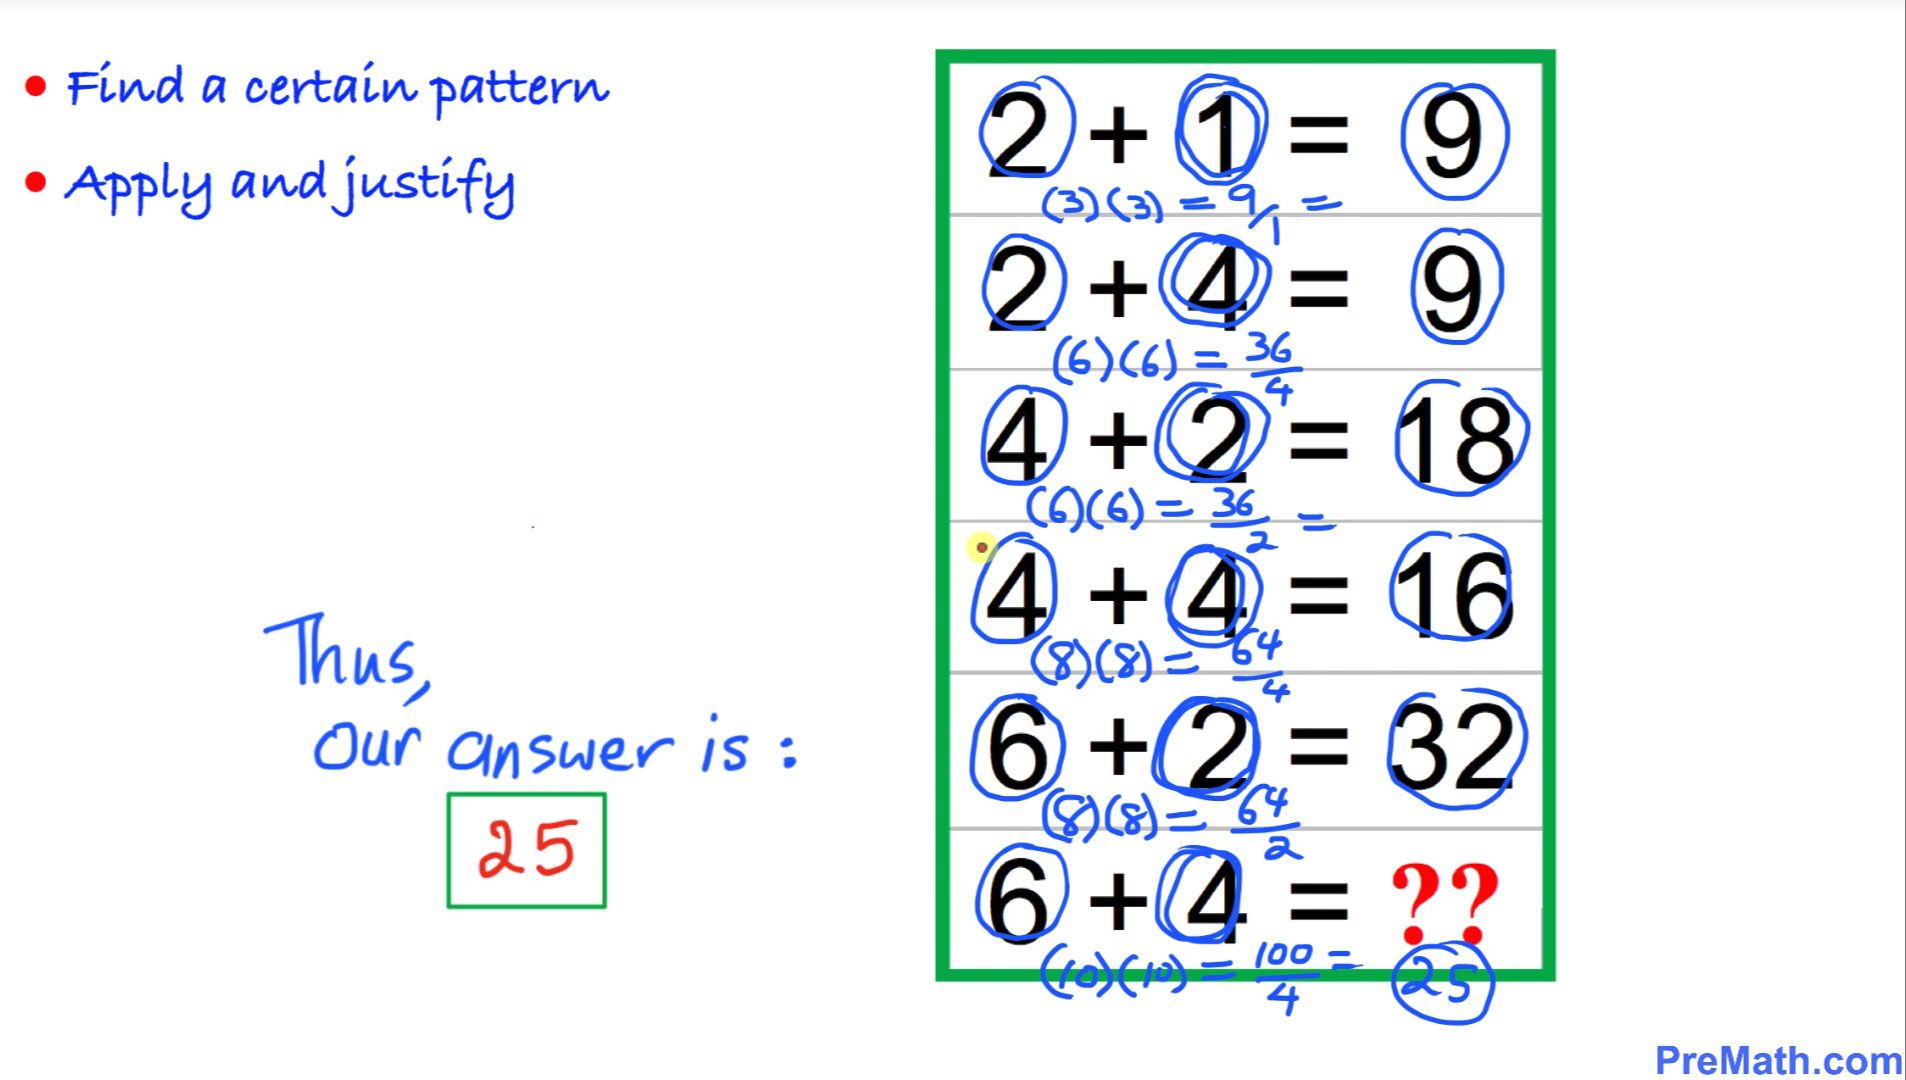 • Find a certain pattern
• Apply and justify
2 + 1 = 9
(3)(3) = 9/1 =
2 + 4 = 9
(6)(6) = 36/4
4 + 2 = 18
(6)(6) = 36/2 =
4 + 4 = 16
(8)(8) = 64/4
6 + 2 = 32
(8)(8) = 64/2
6 + 4 = ??
(10)(10) = 100/4 = 25
Thus,
our answer is :
25
PreMath.com